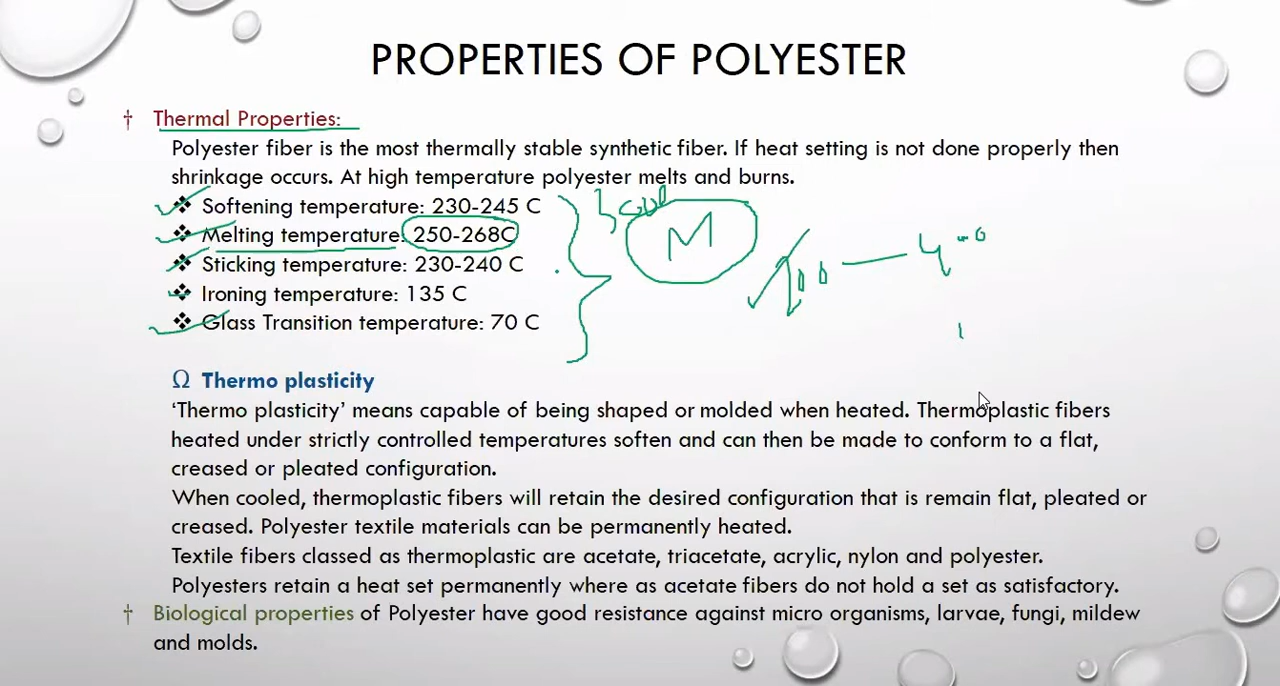 PROPERTIES OF POLYESTER
† Thermal Properties:
Polyester fiber is the most thermally stable synthetic fiber. If heat setting is not done properly then
shrinkage occurs. At high temperature polyester melts and burns.
❖ Softening temperature: 230-245 C
❖ Melting temperature: 250-268C
❖ Sticking temperature: 230-240 C
❖ Ironing temperature: 135 C
❖ Glass Transition temperature: 70 C
M
Ω Thermo plasticity
‘Thermo plasticity’ means capable of being shaped or molded when heated. Thermoplastic fibers
heated under strictly controlled temperatures soften and can then be made to conform to a flat,
creased or pleated configuration.
When cooled, thermoplastic fibers will retain the desired configuration that is remain flat, pleated or
creased. Polyester textile materials can be permanently heated.
Textile fibers classed as thermoplastic are acetate, triacetate, acrylic, nylon and polyester.
Polyesters retain a heat set permanently where as acetate fibers do not hold a set as satisfactory.
† Biological properties of Polyester have good resistance against micro organisms, larvae, fungi, mildew
and molds.